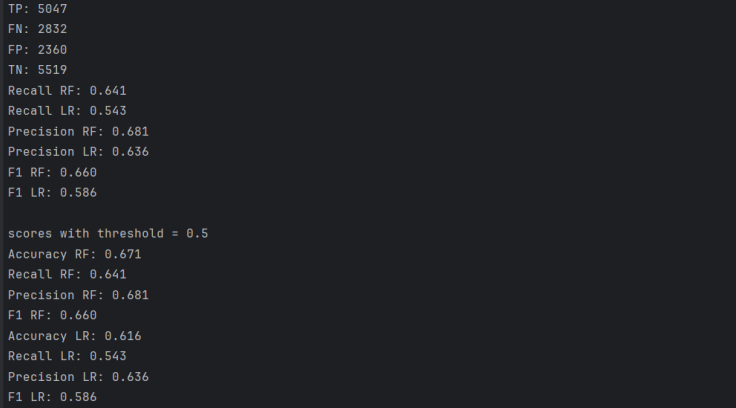 TP: 5047
FN: 2832
FP: 2360
TN: 5519
Recall RF: 0.641
Recall LR: 0.543
Precision RF: 0.681
Precision LR: 0.636
F1 RF: 0.660
F1 LR: 0.586
scores with threshold = 0.5
Accuracy RF: 0.671
Recall RF: 0.641
Precision RF: 0.681
F1 RF: 0.660
Accuracy LR: 0.616
Recall LR: 0.543
Precision LR: 0.636
F1 LR: 0.586